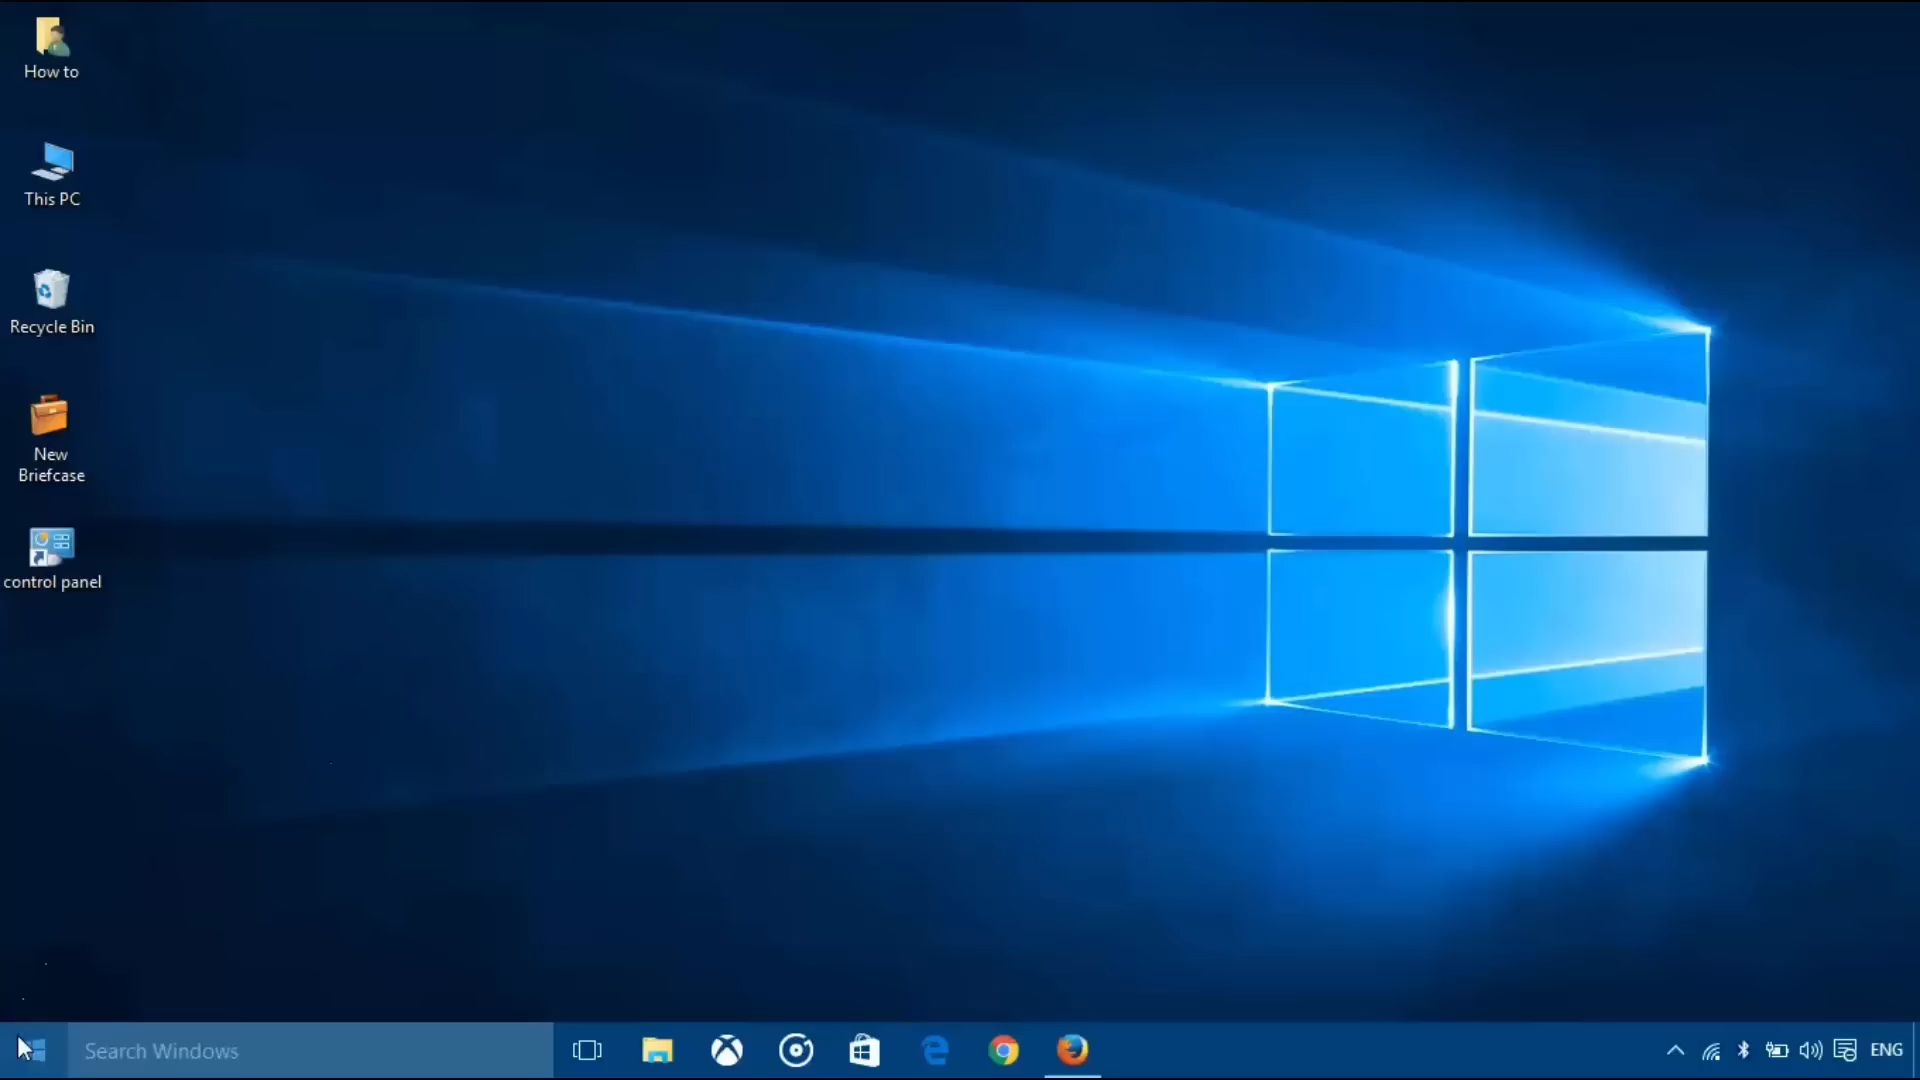 How to
This PC
Recycle Bin
New
Briefcase
control panel
Search Windows
ENG